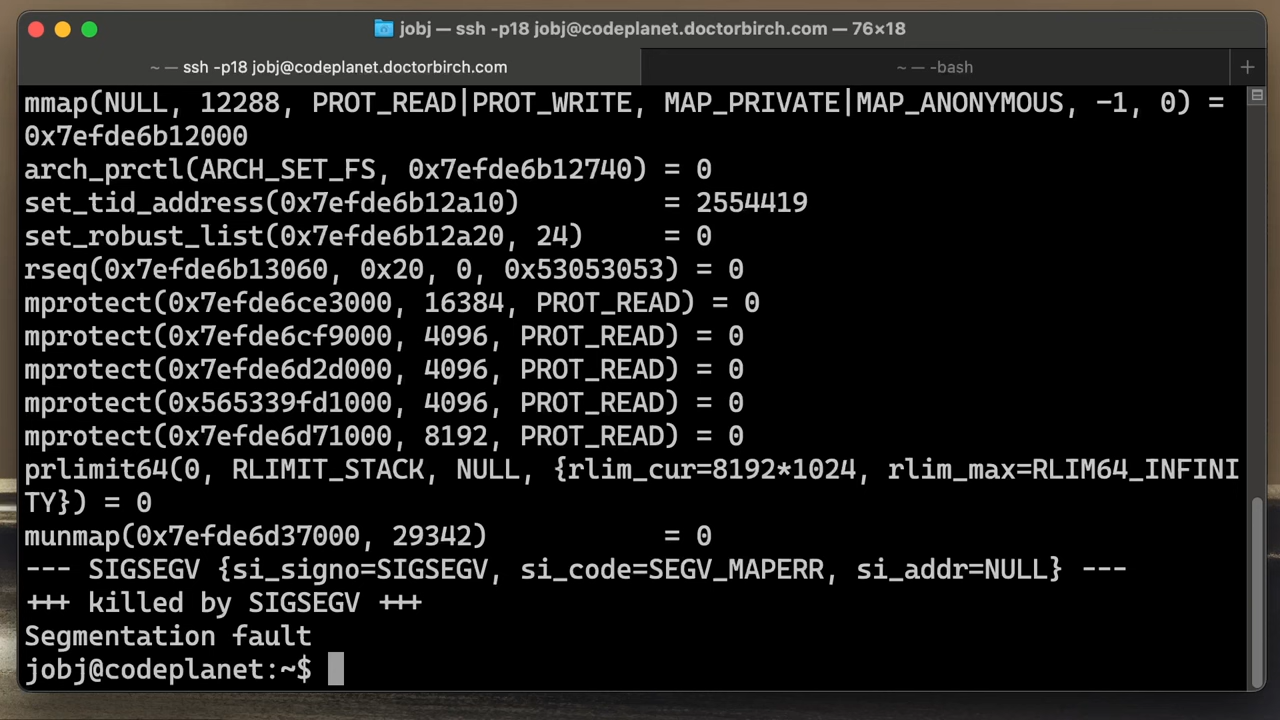 jobj — ssh -p18 jobj@codeplanet.doctorbirch.com — 76×18
~ — ssh -p18 jobj@codeplanet.doctorbirch.com
~ — -bash
mmap(NULL, 12288, PROT_READ|PROT_WRITE, MAP_PRIVATE|MAP_ANONYMOUS, -1, 0) =
0x7efde6b12000
arch_prctl(ARCH_SET_FS, 0x7efde6b12740) = 0
set_tid_address(0x7efde6b12a10)         = 2554419
set_robust_list(0x7efde6b12a20, 24)     = 0
rseq(0x7efde6b13060, 0x20, 0, 0x53053053) = 0
mprotect(0x7efde6ce3000, 16384, PROT_READ) = 0
mprotect(0x7efde6cf9000, 4096, PROT_READ) = 0
mprotect(0x7efde6d2d000, 4096, PROT_READ) = 0
mprotect(0x565339fd1000, 4096, PROT_READ) = 0
mprotect(0x7efde6d71000, 8192, PROT_READ) = 0
prlimit64(0, RLIMIT_STACK, NULL, {rlim_cur=8192*1024, rlim_max=RLIM64_INFINI
TY}) = 0
munmap(0x7efde6d37000, 29342)           = 0
--- SIGSEGV {si_signo=SIGSEGV, si_code=SEGV_MAPERR, si_addr=NULL} ---
+++ killed by SIGSEGV +++
Segmentation fault
jobj@codeplanet:~$